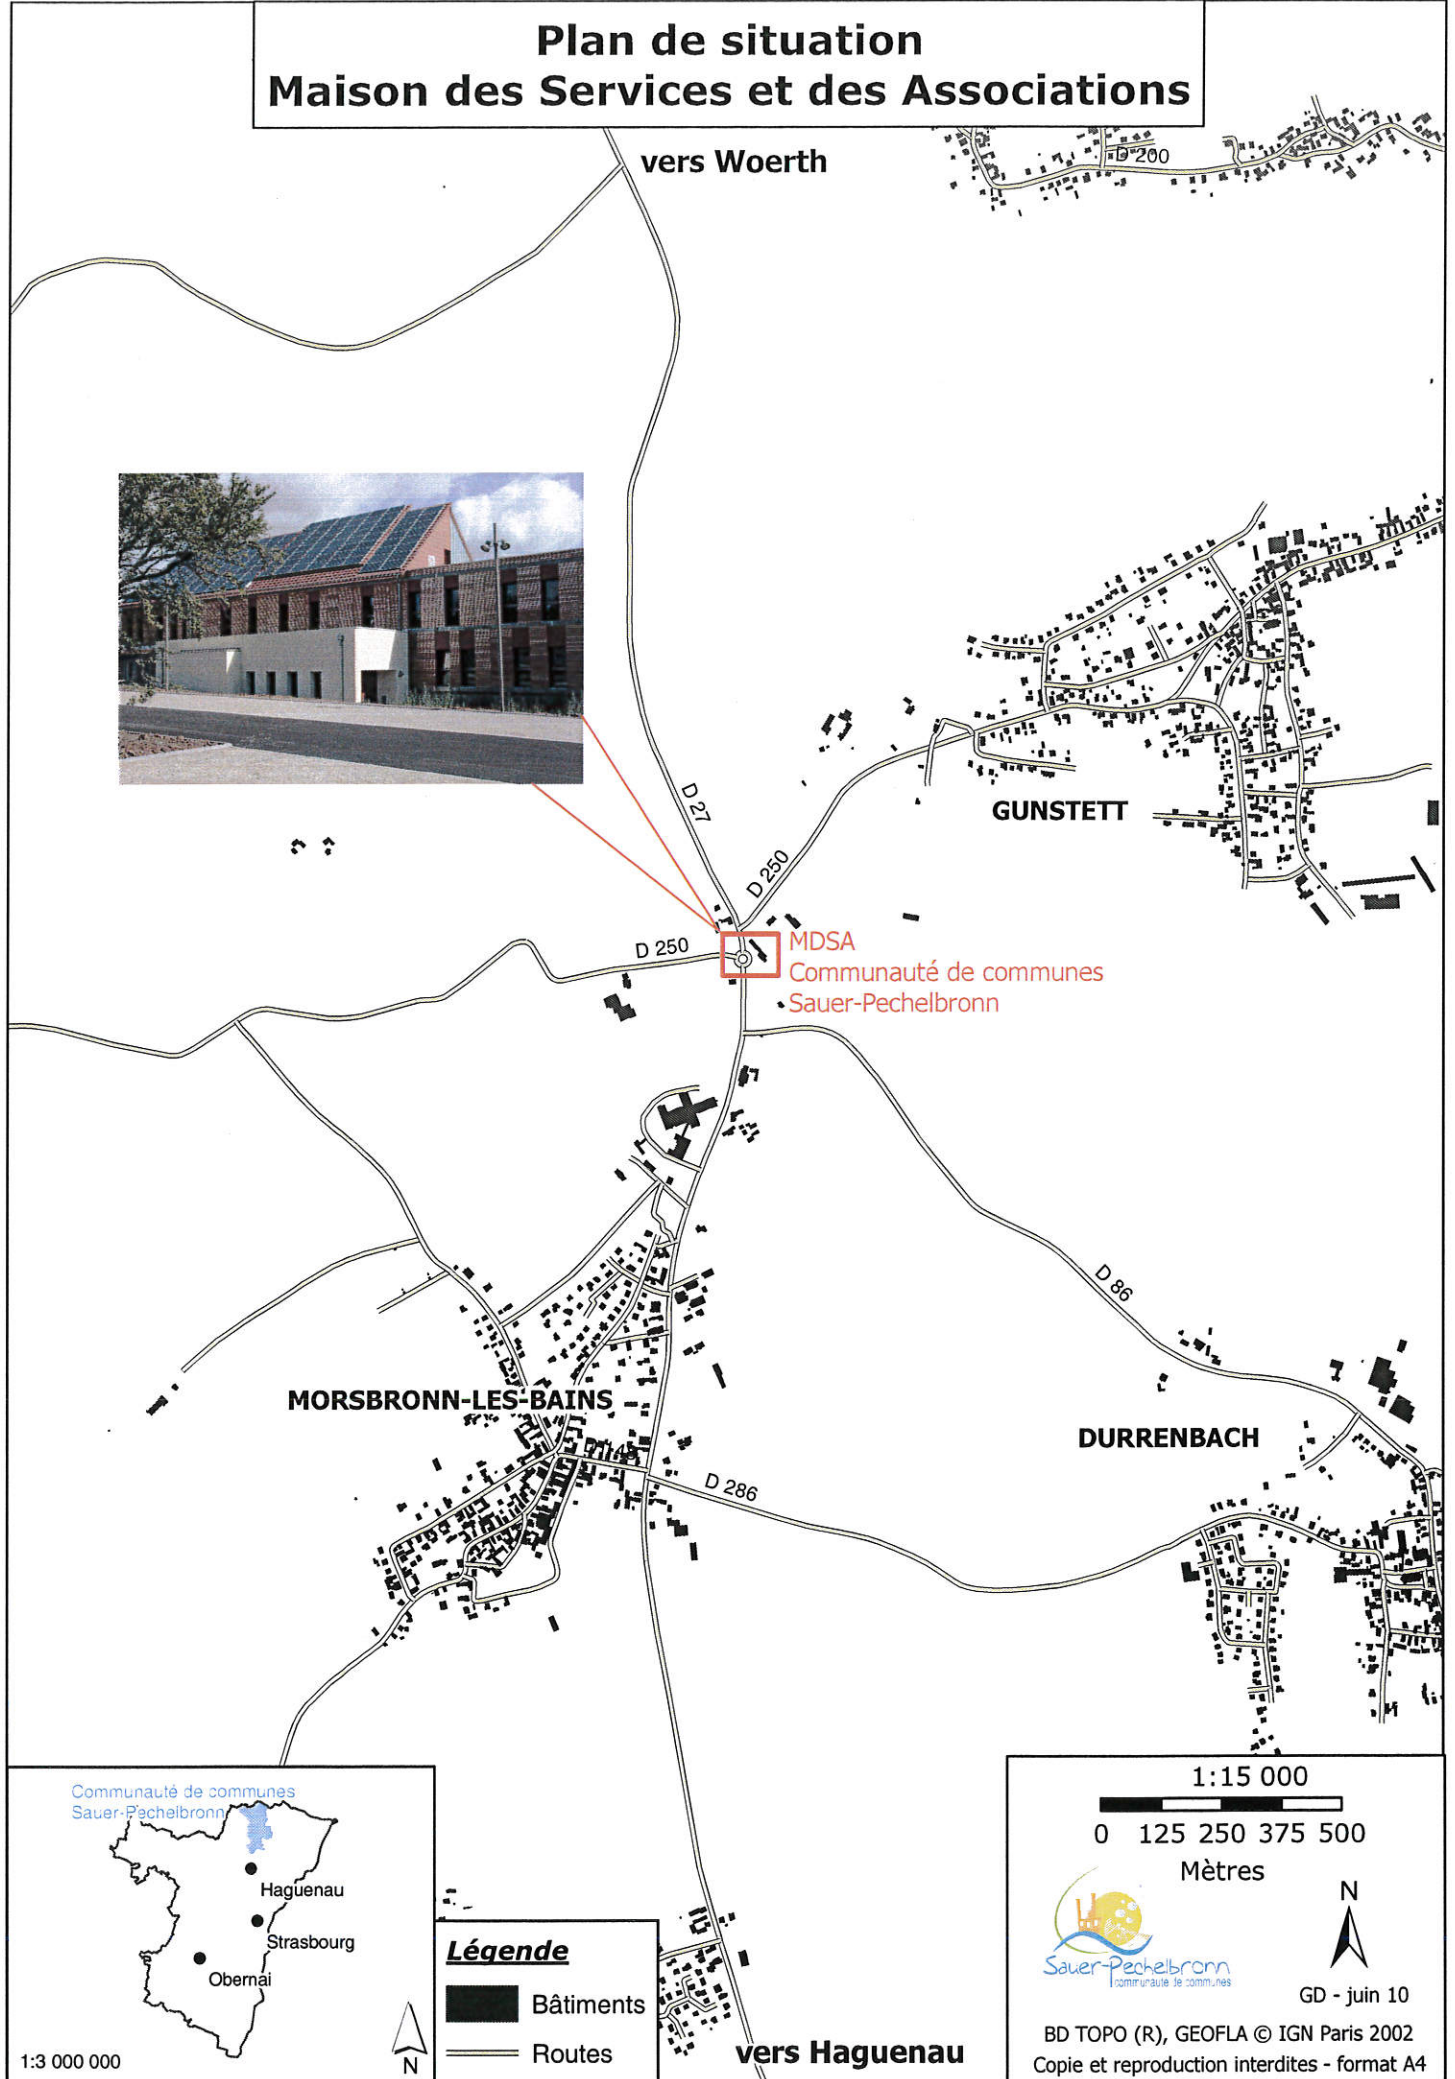 Plan de situation
Maison des Services et des Associations
vers Woerth
D 200
D 27
D 250
GUNSTETT
D 250
MDSA
Communauté de communes
Sauer-Pechelbronn
D 86
MORSBRONN-LES-BAINS
DURRENBACH
D 286
Communauté de communes
Sauer-Pechelbronn
Haguenau
Strasbourg
Obernai
N
1:3 000 000
Légende
Bâtiments
Routes
vers Haguenau
1:15 000
0 125 250 375 500
Mètres
N
Sauer-Pechelbronn
communauté de communes
GD - juin 10
BD TOPO (R), GEOFLA © IGN Paris 2002
Copie et reproduction interdites - format A4